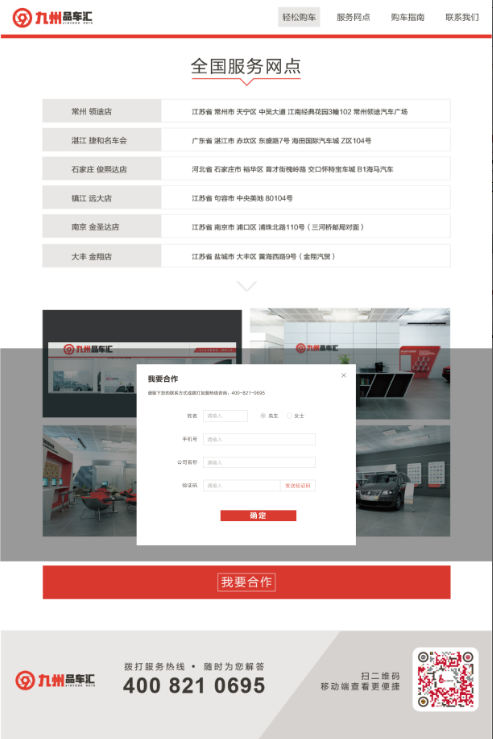 九州品车汇
轻松购车 服务网点 购车指南 联系我们
全国服务网点
常州 领途店 江苏省 常州市 天宁区 中吴大道 江南经典花园3幢102 常州领途汽车广场
湛江 捷和名车会 广东省 湛江市 赤坎区 东盛路7号 海田国际汽车城 Z区104号
石家庄 俊熙达店 河北省 石家庄市 裕华区 育才街槐岭路 交口怀特宝车城 B1海马汽车
镇江 远大店 江苏省 句容市 中央美地 80104号
南京 金圣达店 江苏省 南京市 浦口区 浦珠北路110号（三河桥邮局对面）
大丰 金翔店 江苏省 盐城市 大丰区 黄海西路9号（金翔汽贸）
九州品车汇
九州品车汇
我要合作
请留下您的联系方式或拨打加盟热线咨询：400-821-0695
姓名 请输入 先生 女士
手机号 请输入
公司名称 请输入
验证码 请输入 发送验证码
确定
我要合作
九州品车汇
拨打服务热线 • 随时为您解答
400 821 0695
扫二维码
移动端查看更便捷